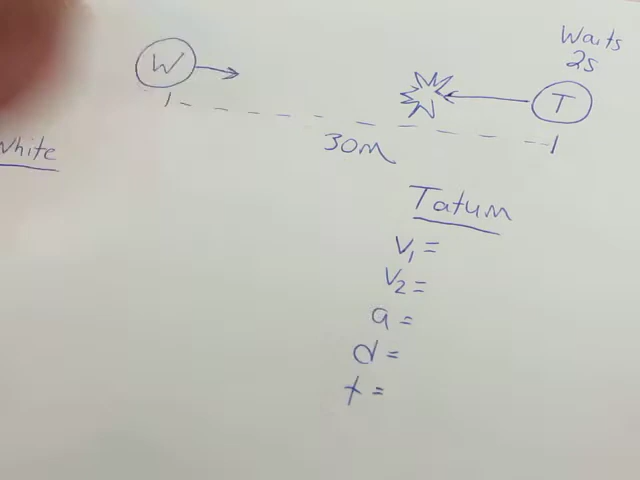 Waits
2s
W
T
30m
White
Tatum
V1 =
V2 =
a =
d =
t =